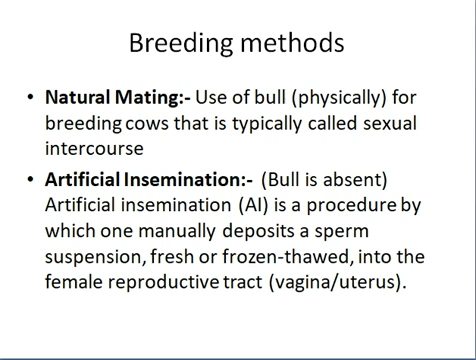 Breeding methods
• Natural Mating:- Use of bull (physically) for
breeding cows that is typically called sexual
intercourse
• Artificial Insemination:- (Bull is absent)
Artificial insemination (AI) is a procedure by
which one manually deposits a sperm
suspension, fresh or frozen-thawed, into the
female reproductive tract (vagina/uterus).